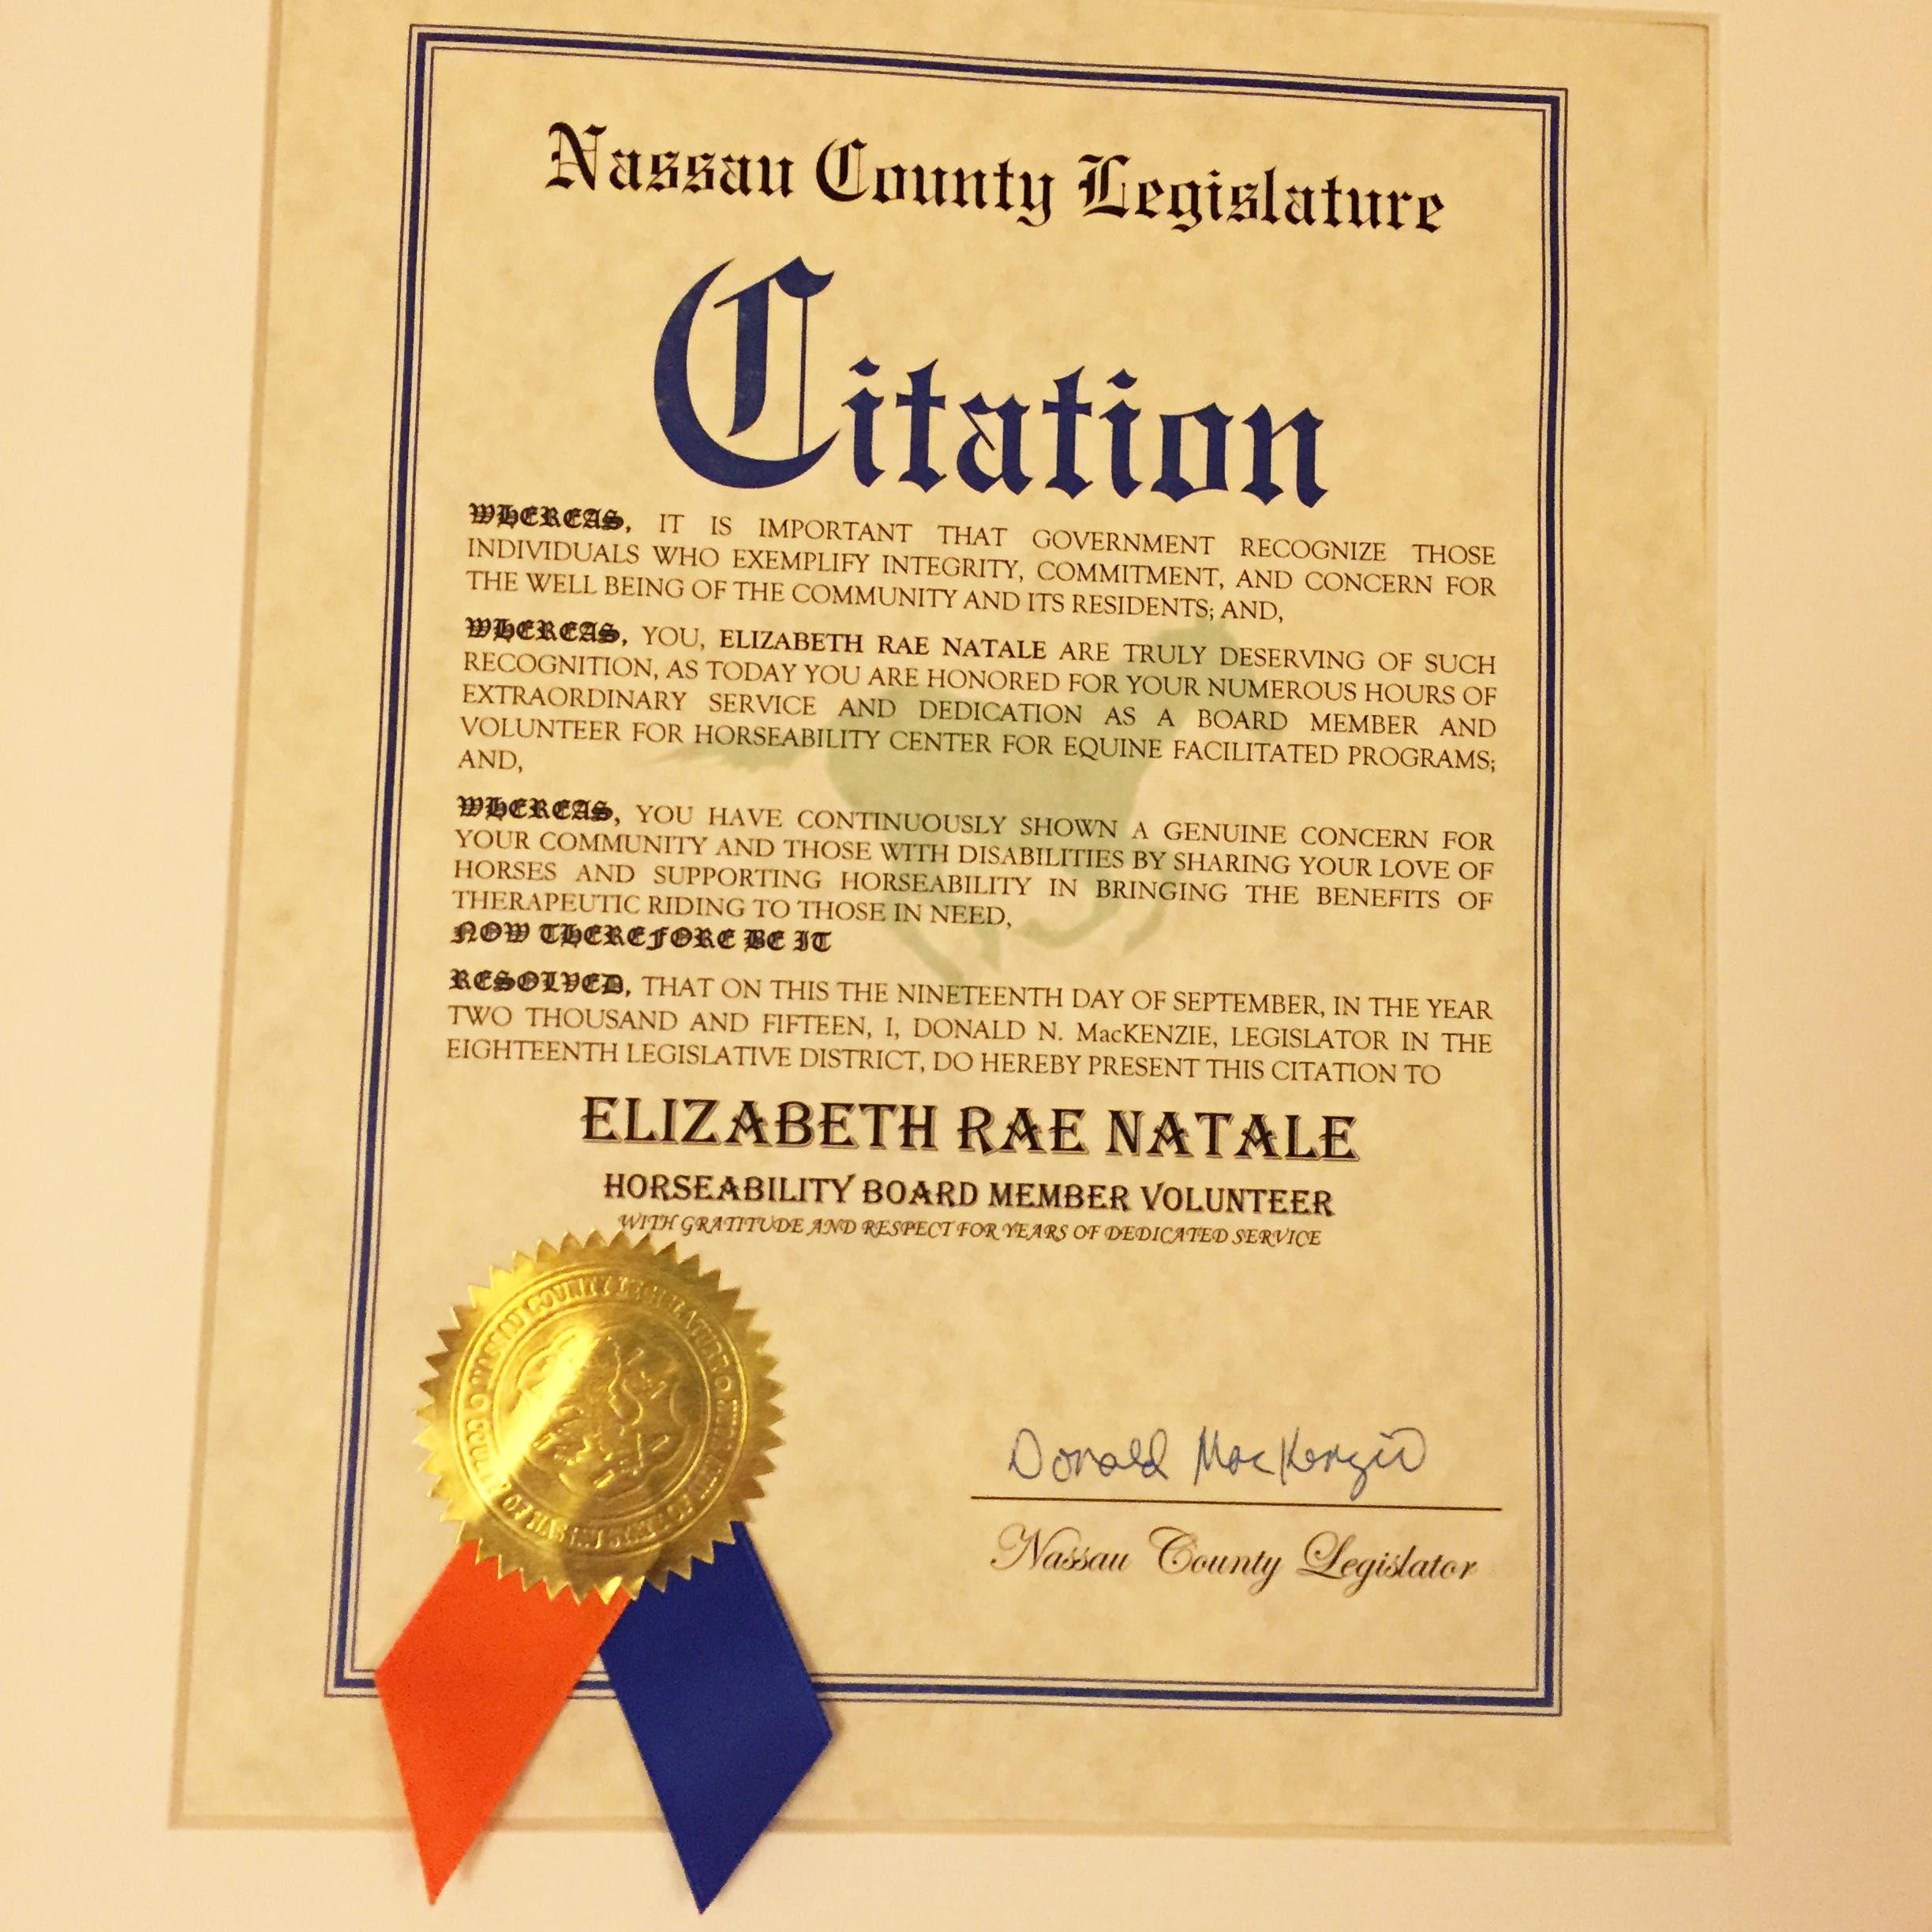 Nassau County Legislature
Citation
WHEREAS, IT IS IMPORTANT THAT GOVERNMENT RECOGNIZE THOSE
INDIVIDUALS WHO EXEMPLIFY INTEGRITY, COMMITMENT, AND CONCERN FOR
THE WELL BEING OF THE COMMUNITY AND ITS RESIDENTS; AND,
WHEREAS, YOU, ELIZABETH RAE NATALE ARE TRULY DESERVING OF SUCH
RECOGNITION, AS TODAY YOU ARE HONORED FOR YOUR NUMEROUS HOURS OF
EXTRAORDINARY SERVICE AND DEDICATION AS A BOARD MEMBER AND
VOLUNTEER FOR HORSEABILITY CENTER FOR EQUINE FACILITATED PROGRAMS;
AND,
WHEREAS, YOU HAVE CONTINUOUSLY SHOWN A GENUINE CONCERN FOR
YOUR COMMUNITY AND THOSE WITH DISABILITIES BY SHARING YOUR LOVE OF
HORSES AND SUPPORTING HORSEABILITY IN BRINGING THE BENEFITS OF
THERAPEUTIC RIDING TO THOSE IN NEED,
NOW THEREFORE BE IT
RESOLVED, THAT ON THIS THE NINETEENTH DAY OF SEPTEMBER, IN THE YEAR
TWO THOUSAND AND FIFTEEN, I, DONALD N. MacKENZIE, LEGISLATOR IN THE
EIGHTEENTH LEGISLATIVE DISTRICT, DO HEREBY PRESENT THIS CITATION TO
ELIZABETH RAE NATALE
HORSEABILITY BOARD MEMBER VOLUNTEER
WITH GRATITUDE AND RESPECT FOR YEARS OF DEDICATED SERVICE
NASSAU COUNTY LEGISLATURE
Donald MacKenzie
Nassau County Legislator